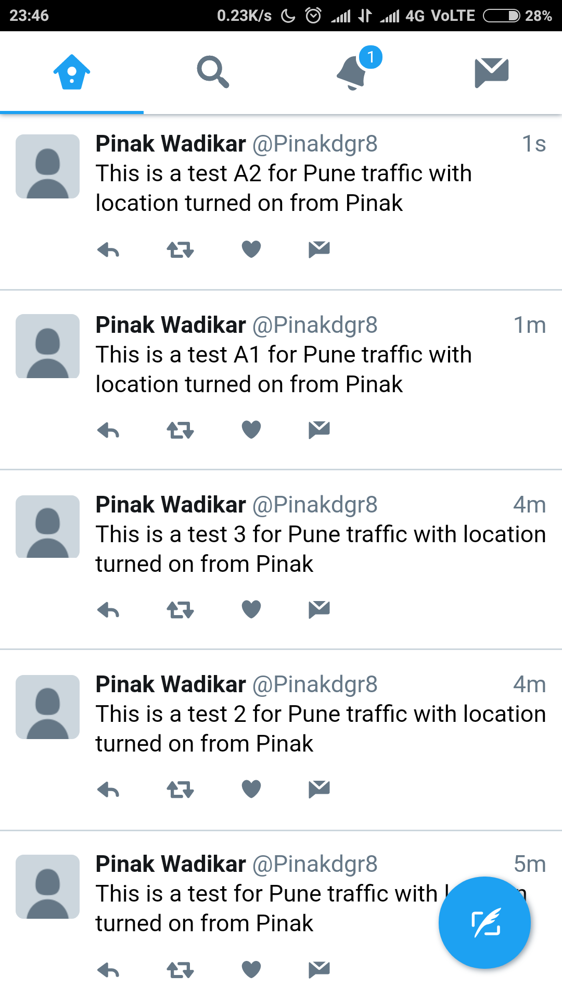 23:46 0.23K/s 4G VoLTE 28%
1
Pinak Wadikar @Pinakdgr8 1s
This is a test A2 for Pune traffic with
location turned on from Pinak
Pinak Wadikar @Pinakdgr8 1m
This is a test A1 for Pune traffic with
location turned on from Pinak
Pinak Wadikar @Pinakdgr8 4m
This is a test 3 for Pune traffic with location
turned on from Pinak
Pinak Wadikar @Pinakdgr8 4m
This is a test 2 for Pune traffic with location
turned on from Pinak
Pinak Wadikar @Pinakdgr8 5m
This is a test for Pune traffic with
turned on from Pinak